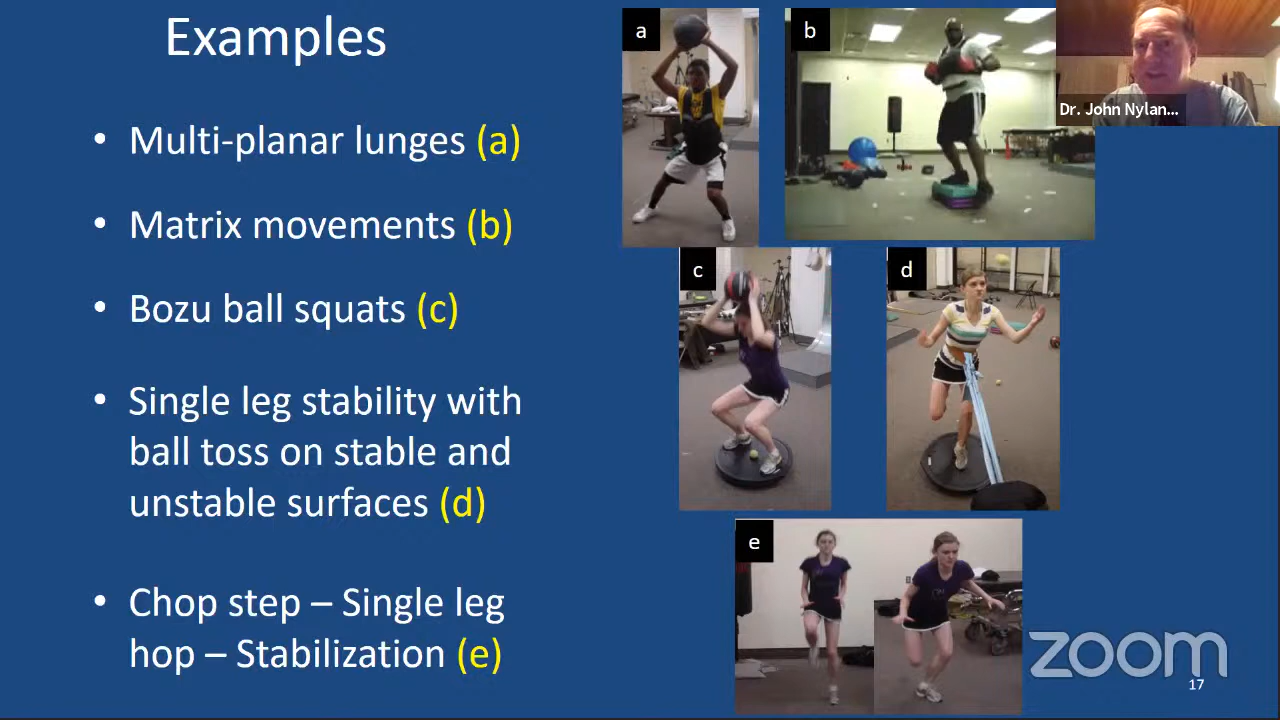 Examples
• Multi-planar lunges (a)
• Matrix movements (b)
• Bozu ball squats (c)
• Single leg stability with
ball toss on stable and
unstable surfaces (d)
• Chop step – Single leg
hop – Stabilization (e)
a
b
Dr. John Nylan...
c
d
e
zoom
17